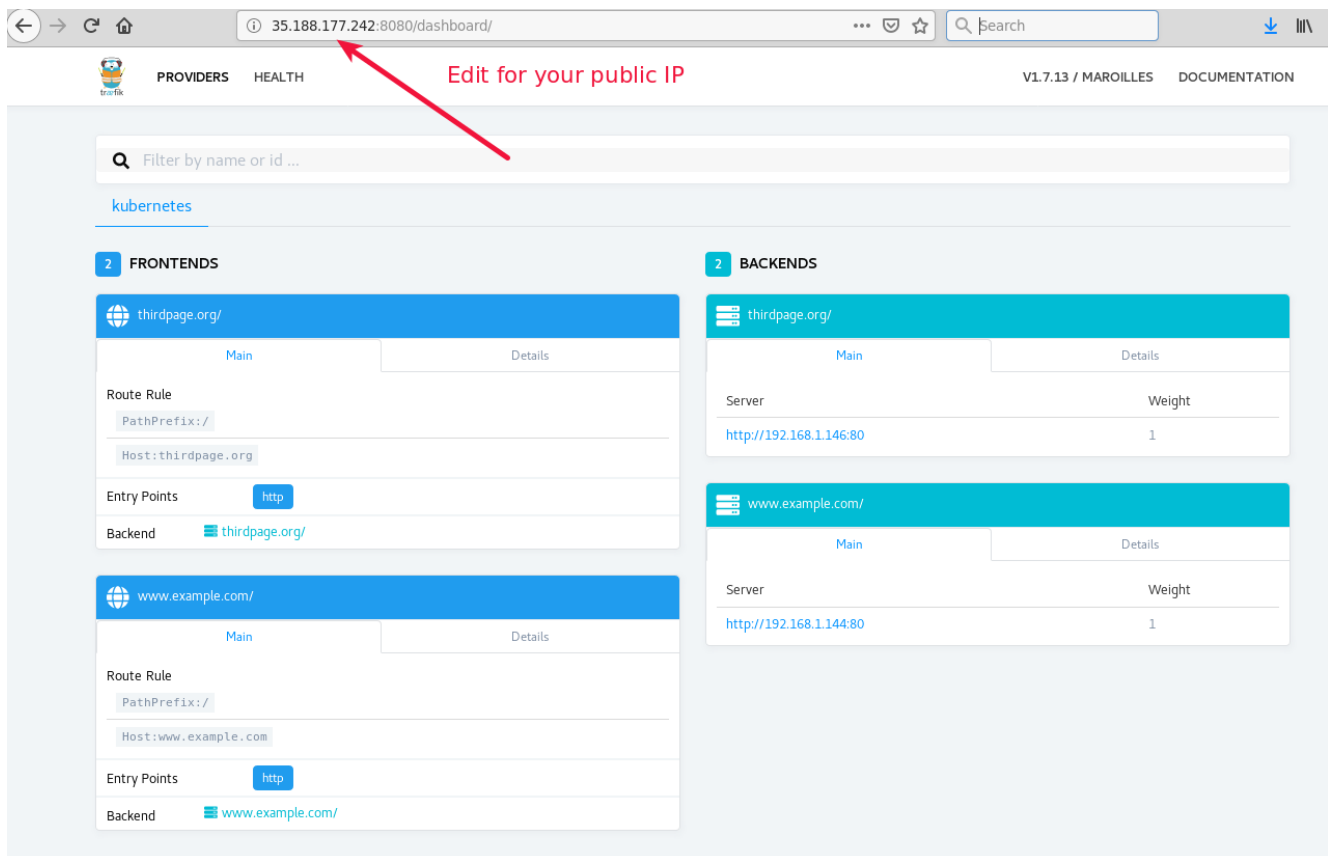 35.188.177.242:8080/dashboard/
Search
Edit for your public IP
træfik
PROVIDERS
HEALTH
V1.7.13 / MAROILLES
DOCUMENTATION
Filter by name or id ...
kubernetes
2 FRONTENDS
thirdpage.org/
Main
Details
Route Rule
PathPrefix:/
Host:thirdpage.org
Entry Points
http
Backend
thirdpage.org/
www.example.com/
Main
Details
Route Rule
PathPrefix:/
Host:www.example.com
Entry Points
http
Backend
www.example.com/
2 BACKENDS
thirdpage.org/
Main
Details
Server
Weight
http://192.168.1.146:80
1
www.example.com/
Main
Details
Server
Weight
http://192.168.1.144:80
1